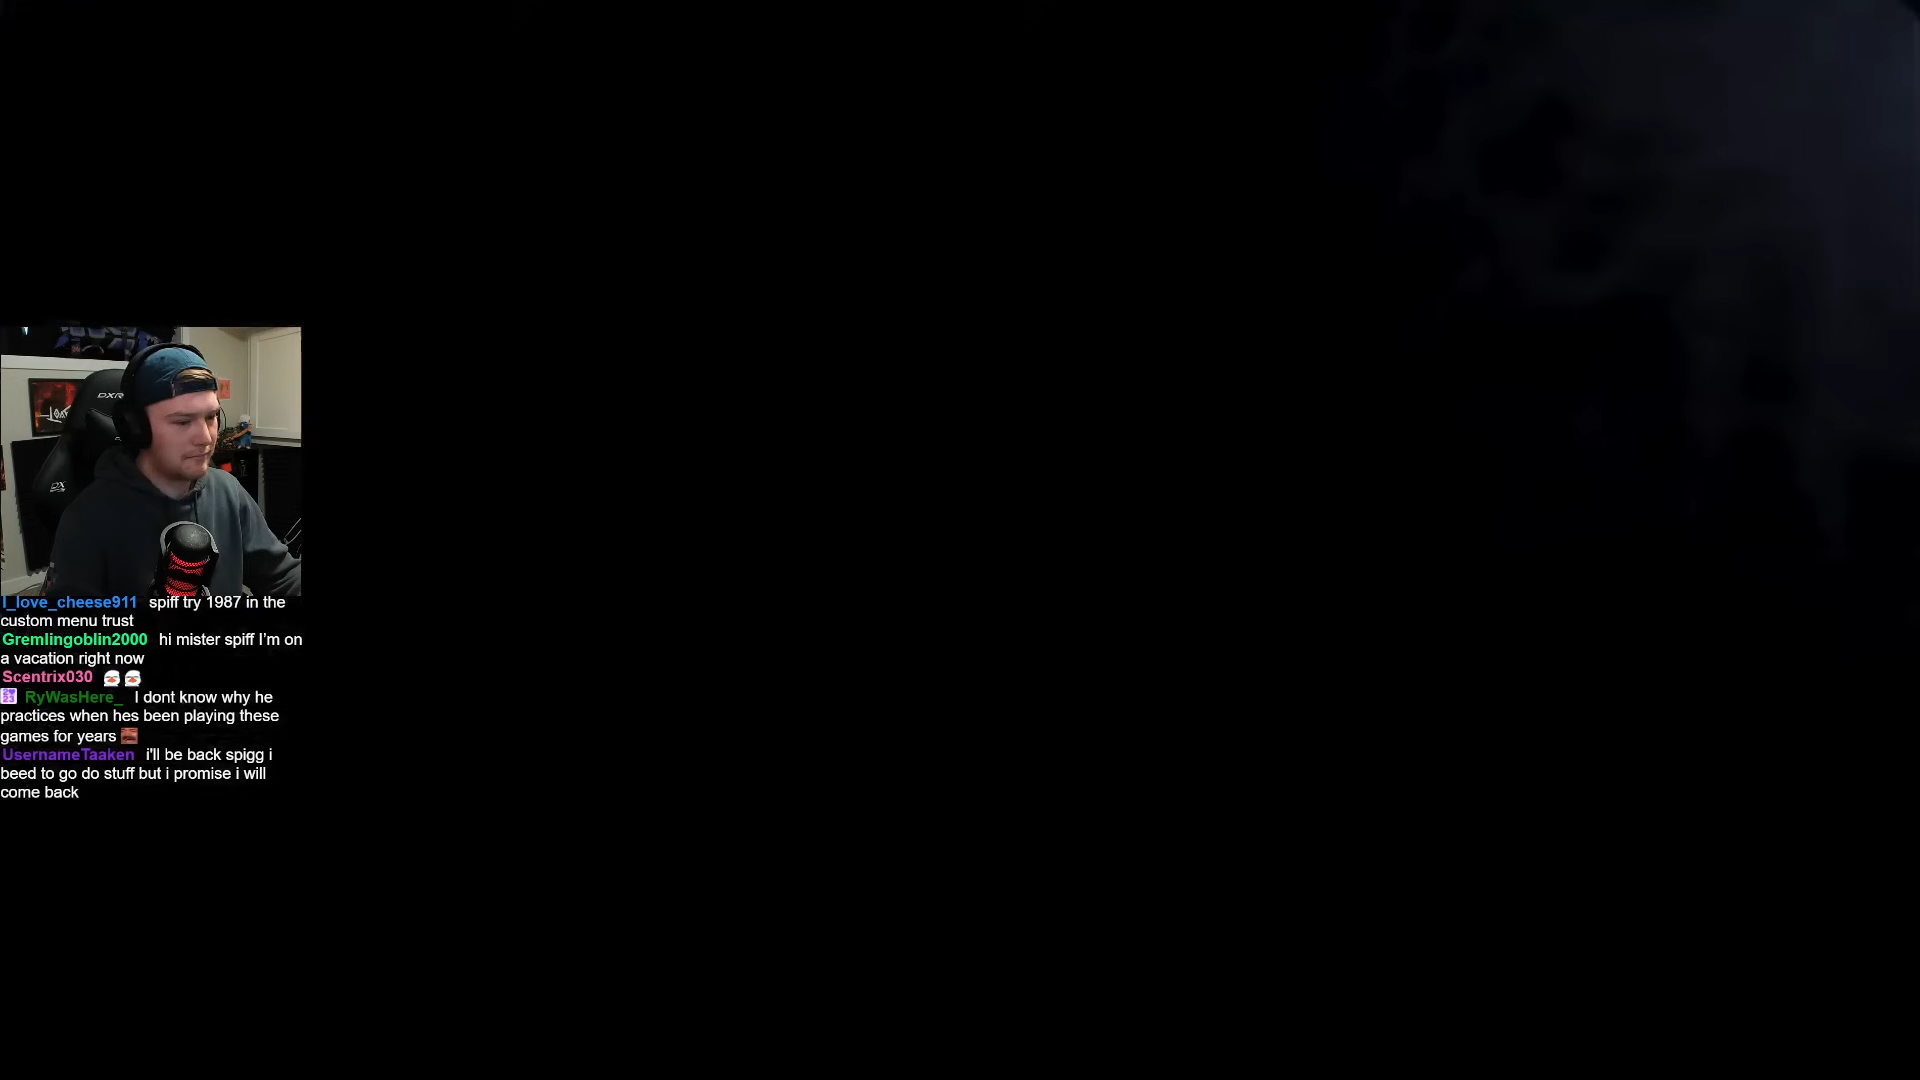 DXR
DX
I_love_cheese911 spiff try 1987 in the
custom menu trust
Gremlingoblin2000 hi mister spiff I'm on
a vacation right now
Scentrix030
RyWasHere_ I dont know why he
practices when hes been playing these
games for years
UsernameTaaken i'll be back spigg i
beed to go do stuff but i promise i will
come back